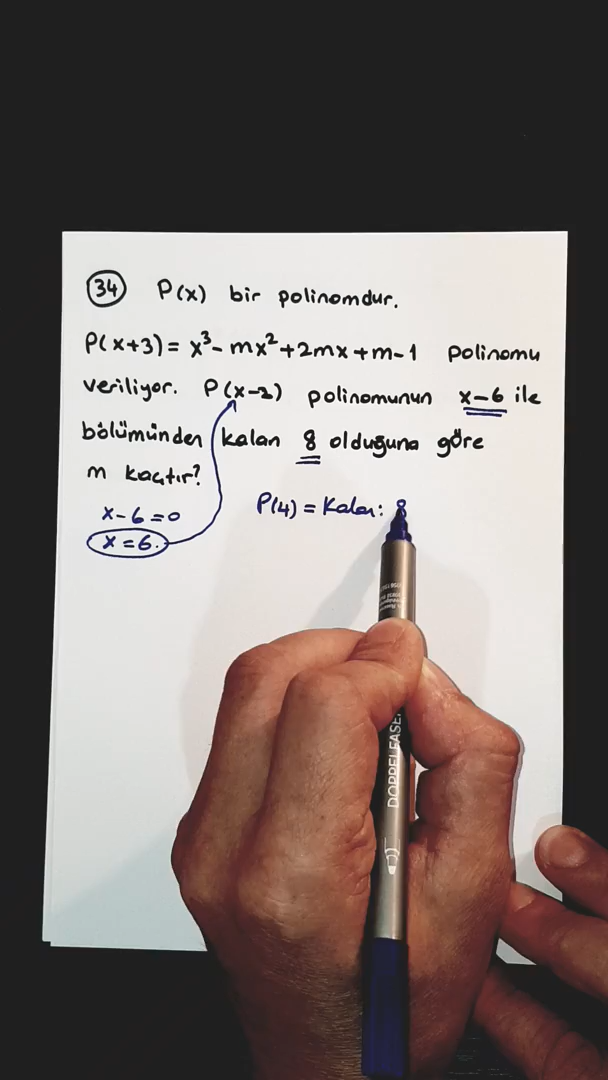 34 P(x) bir polinomdur.
P(x+3) = x³ - mx² + 2mx + m - 1 polinomu
veriliyor. P(x-2) polinomunun x-6 ile
bölümünden kalan 8 olduğuna göre
m kaçtır?
x - 6 = 0
x = 6.
P(4) = Kalan: 8
DOPPELFASER